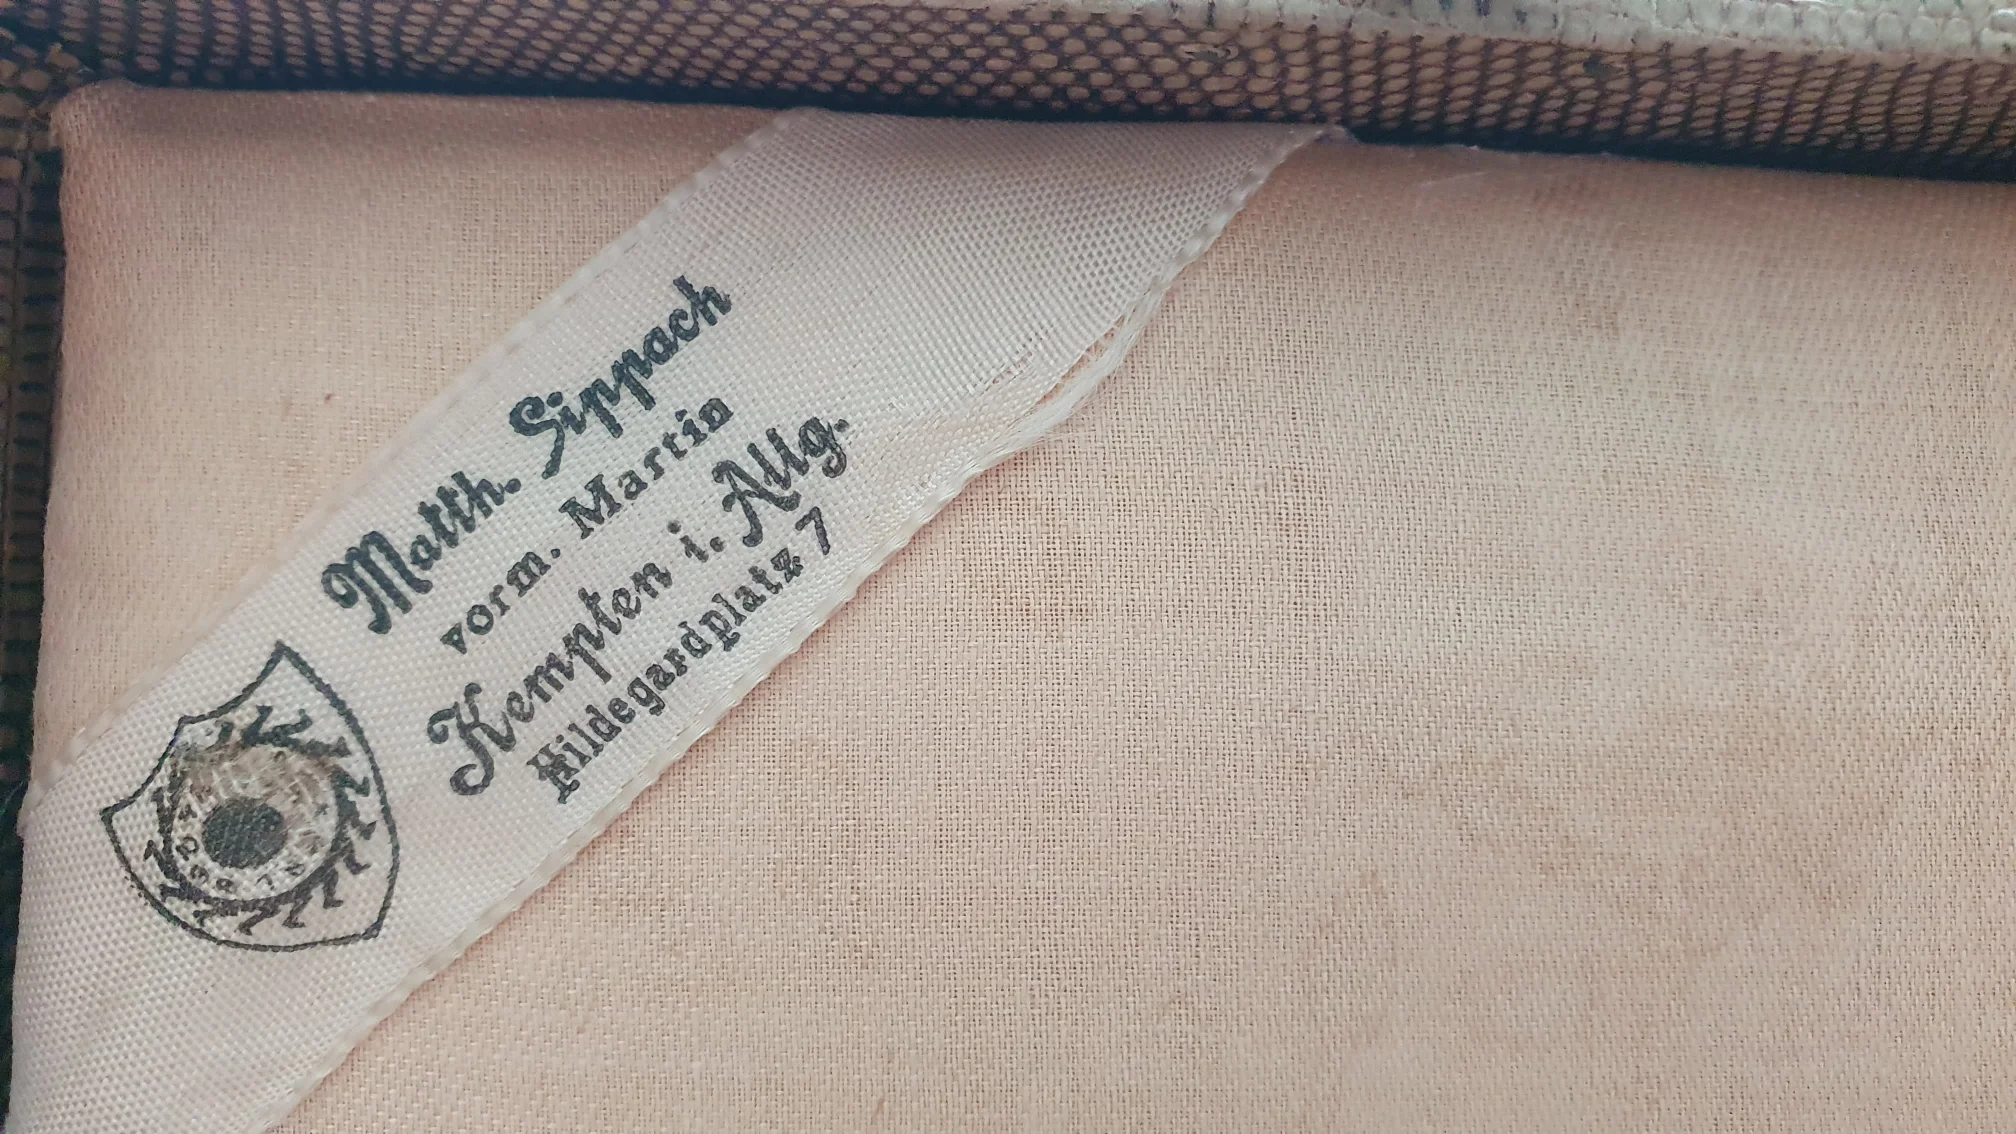 Matth. Sippach
vorm. Martin
Kempten i. Allg.
Hildegardplatz 7